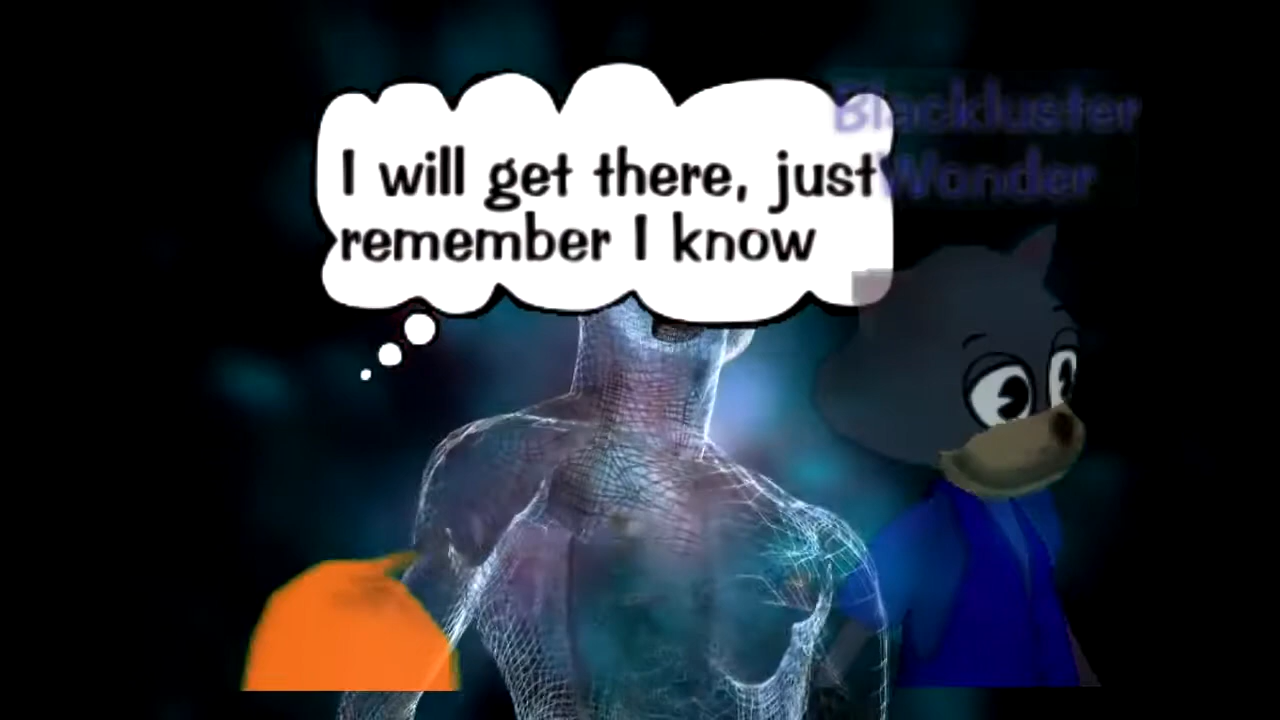 I will get there, just
remember I know
Blackluster
Wonder